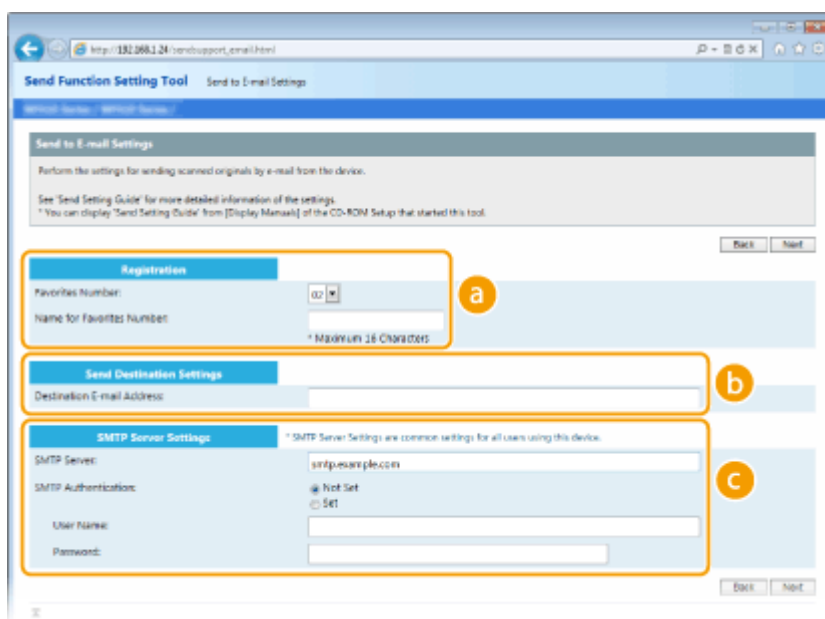 http://192.168.1.24/sendsupport_email.html
Send Function Setting Tool Send to E-mail Settings
Send to E-mail Settings
Perform the settings for sending scanned originals by e-mail from the device.
See 'Send Setting Guide' for more detailed information of the settings.
* You can display 'Send Setting Guide' from [Display Manuals] of the CD-ROM Setup that started this tool.
Back Next
Registration
Favorites Number: 02
a
Name for Favorites Number:
* Maximum 16 Characters
Send Destination Settings
Destination E-mail Address:
b
SMTP Server Settings * SMTP Server Settings are common settings for all users using this device.
SMTP Server: smtp.example.com
SMTP Authentication: Not Set
c
Set
User Name:
Password:
Back Next